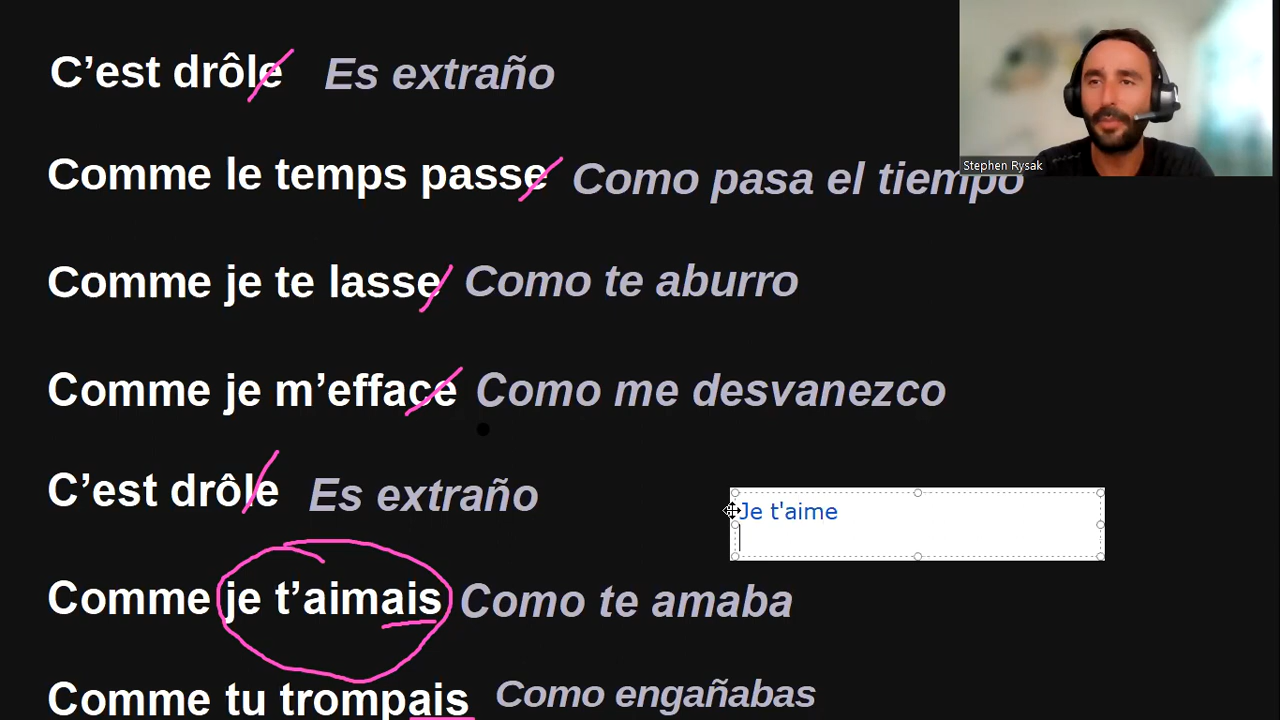 C’est drôle Es extraño
Stephen Rysak
Comme le temps passe Como pasa el tiempo
Comme je te lasse Como te aburro
Comme je m’efface Como me desvanezco
C’est drôle Es extraño
Je t'aime
Comme je t’aimais Como te amaba
Comme tu trompais Como engañabas